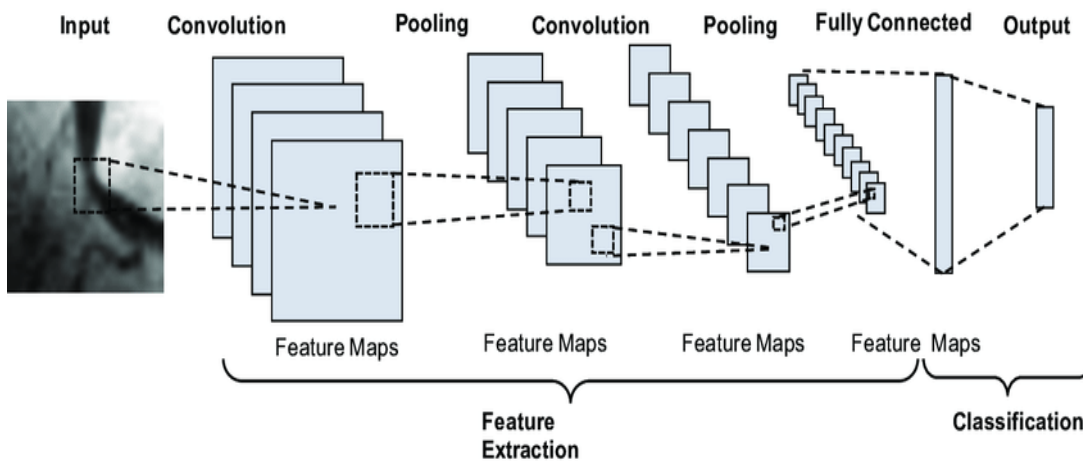 Input
Convolution
Pooling
Convolution
Pooling
Fully Connected
Output
Feature Maps
Feature Maps
Feature Maps
Feature Maps
Feature
Extraction
Classification